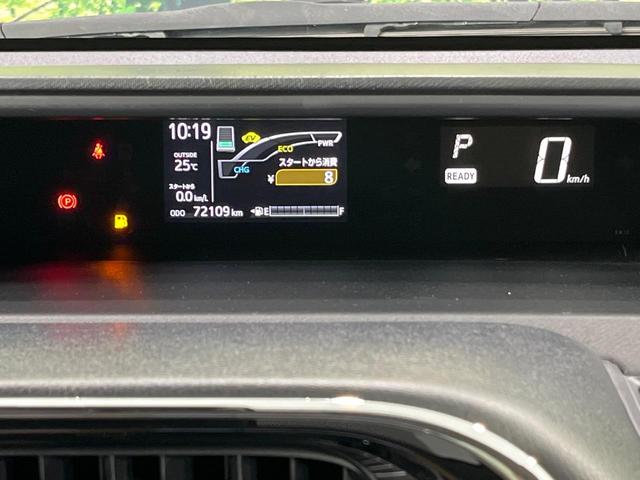 10:19
EV
PWR
ECO
CHG
OUTSIDE
25℃
スタートから消費
¥ 8
スタートから
0.0 km/L
ODO 72109 km
E F
P
READY
0 km/h
(P)